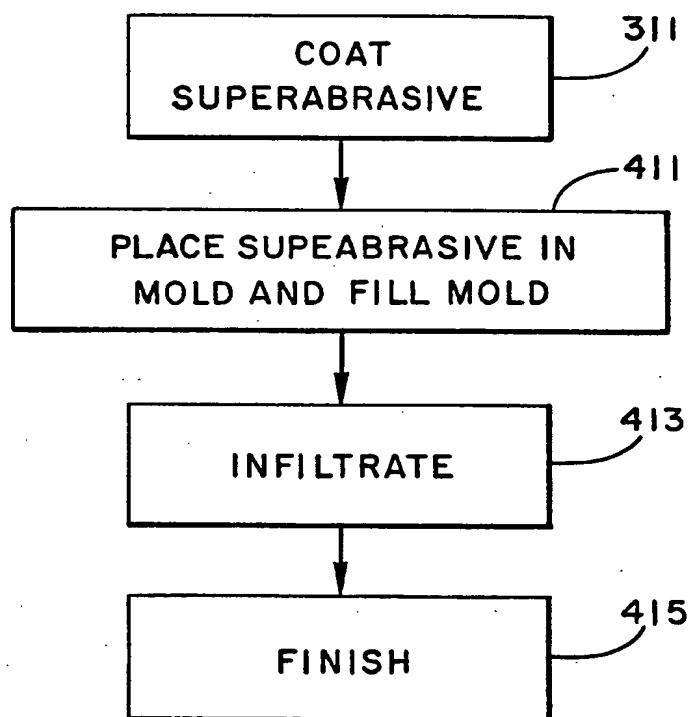 311
COAT
SUPERABRASIVE
411
PLACE SUPEABRASIVE IN
MOLD AND FILL MOLD
413
INFILTRATE
415
FINISH